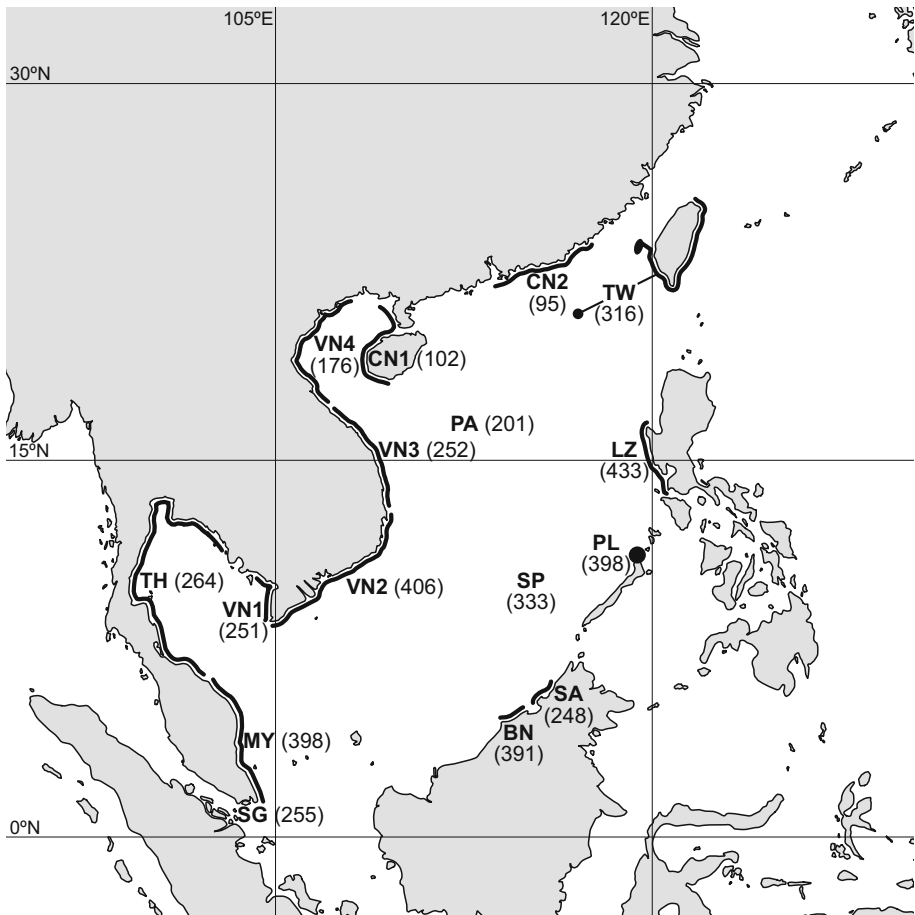 105ºE
120ºE
30ºN
CN2
(95)
TW
(316)
VN4
(176)
CN1 (102)
PA (201)
VN3 (252)
LZ
(433)
15ºN
PL
(398)
TH (264)
SP
(333)
VN2 (406)
VN1
(251)
SA
(248)
BN
(391)
MY (398)
SG (255)
0ºN